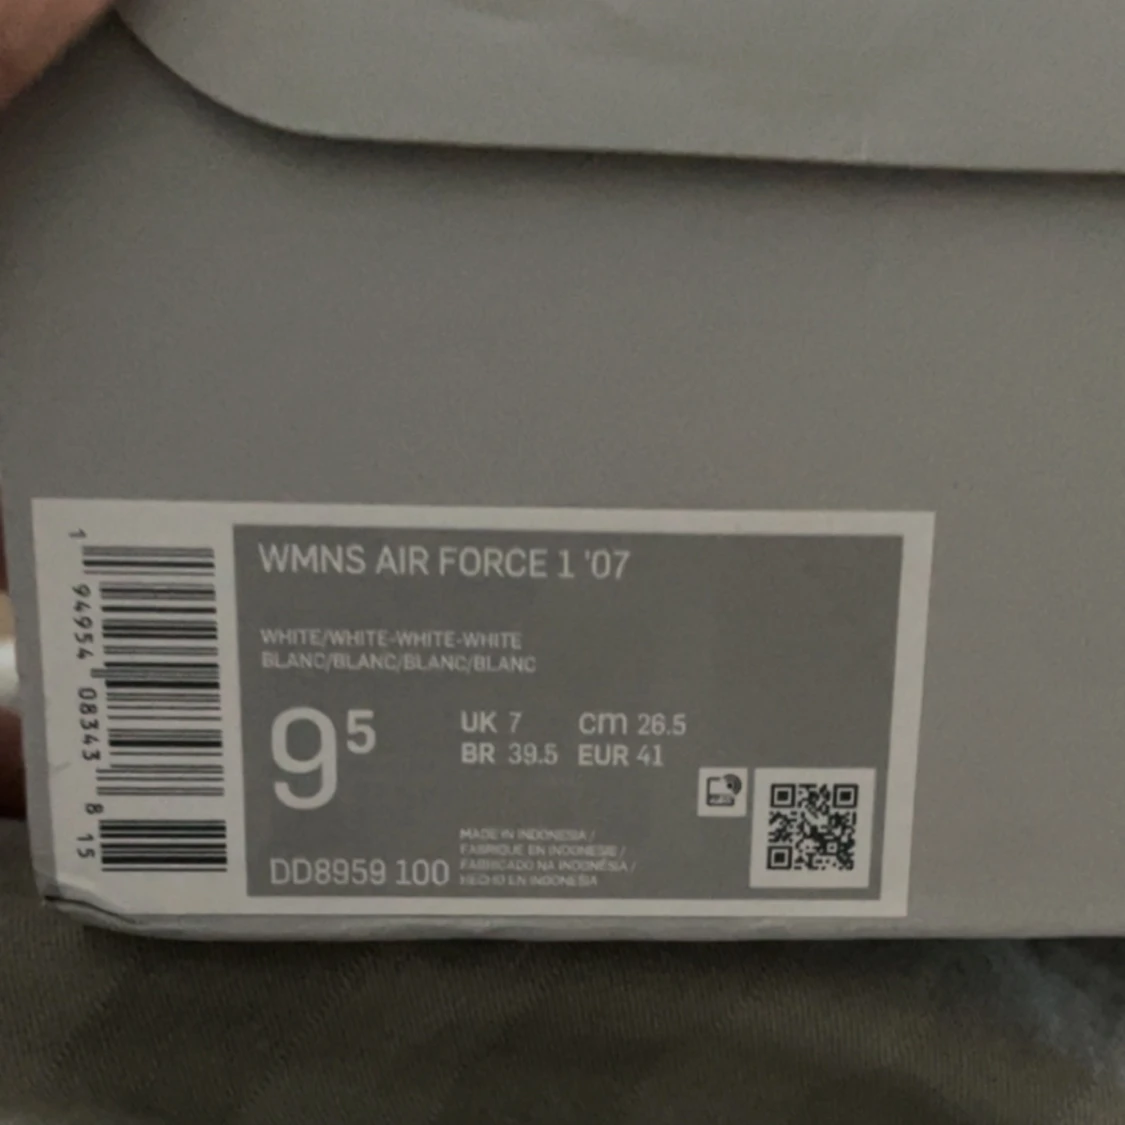 WMNS AIR FORCE 1 '07
WHITE/WHITE-WHITE-WHITE
BLANC/BLANC/BLANC/BLANC
9⁵
UK 7 cm 26.5
BR 39.5 EUR 41
DD8959 100
MADE IN INDONESIA /
FABRIQUE EN INDONESIE /
FABRICADO NA INDONÉSIA /
HECHO EN INDONESIA
1 94954 08343 8 15